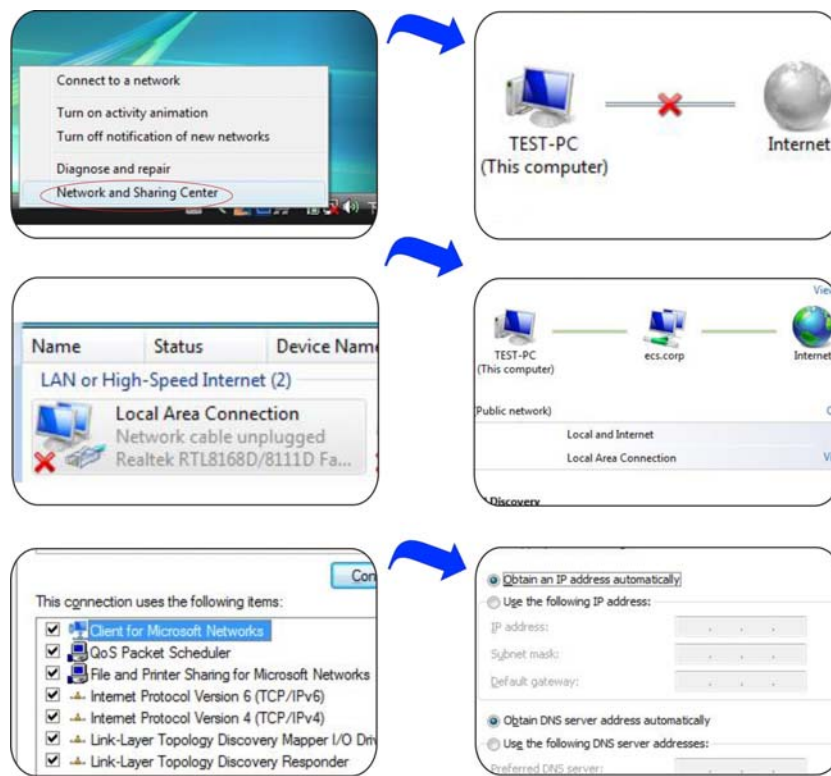 Connect to a network
Turn on activity animation
Turn off notification of new networks
Diagnose and repair
Network and Sharing Center
TEST-PC
(This computer)
Internet
Name Status Device Name
LAN or High-Speed Internet (2)
Local Area Connection
Network cable unplugged
Realtek RTL8168D/8111D Fa...
View
TEST-PC
(This computer)
ecs.corp
Internet
(Public network)
Local and Internet
Local Area Connection
Discovery
This connection uses the following items:
Client for Microsoft Networks
QoS Packet Scheduler
File and Printer Sharing for Microsoft Networks
Internet Protocol Version 6 (TCP/IPv6)
Internet Protocol Version 4 (TCP/IPv4)
Link-Layer Topology Discovery Mapper I/O Driv
Link-Layer Topology Discovery Responder
Obtain an IP address automatically
Use the following IP address:
IP address:
Subnet mask:
Default gateway:
Obtain DNS server address automatically
Use the following DNS server addresses:
Preferred DNS server: